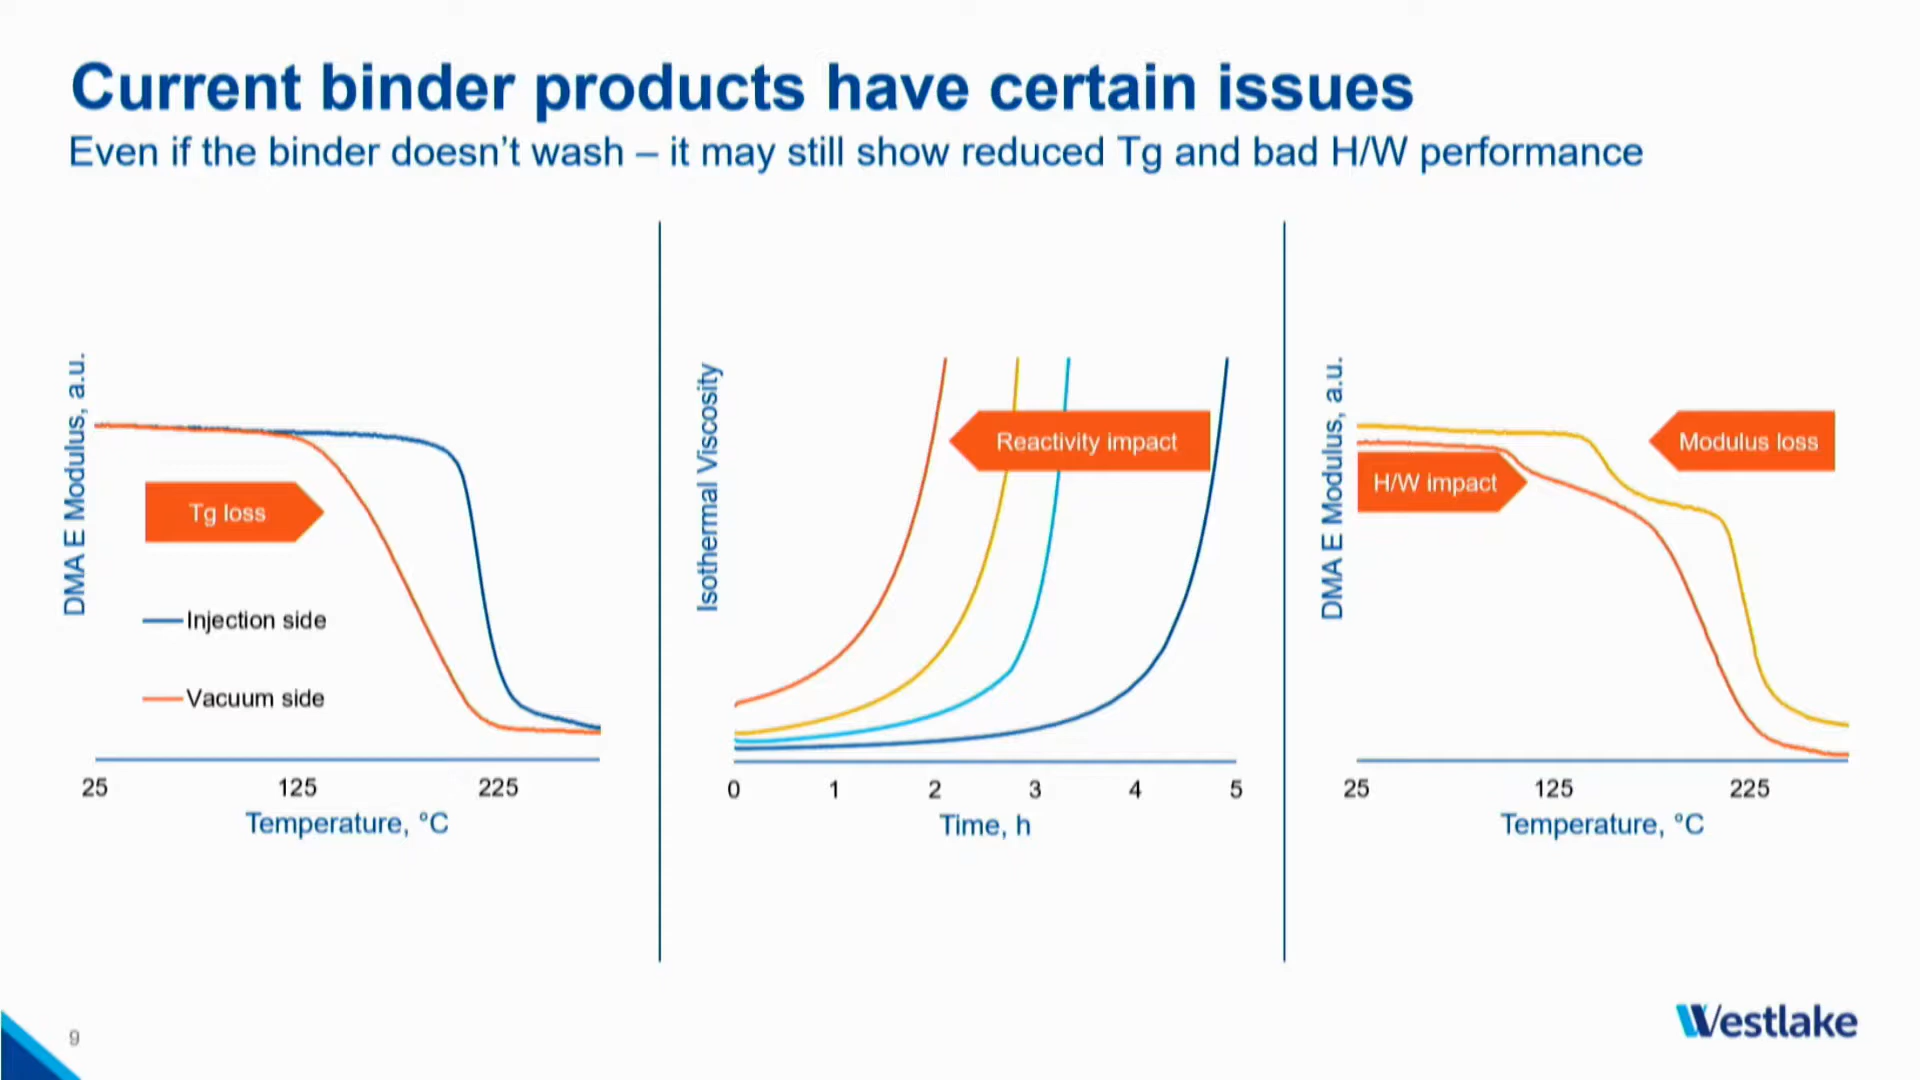 Current binder products have certain issues
Even if the binder doesn't wash – it may still show reduced Tg and bad H/W performance
DMA E Modulus, a.u.
Tg loss
Injection side
Vacuum side
25 125 225
Temperature, °C
Isothermal Viscosity
Reactivity impact
0 1 2 3 4 5
Time, h
DMA E Modulus, a.u.
Modulus loss
H/W impact
25 125 225
Temperature, °C
9
Westlake